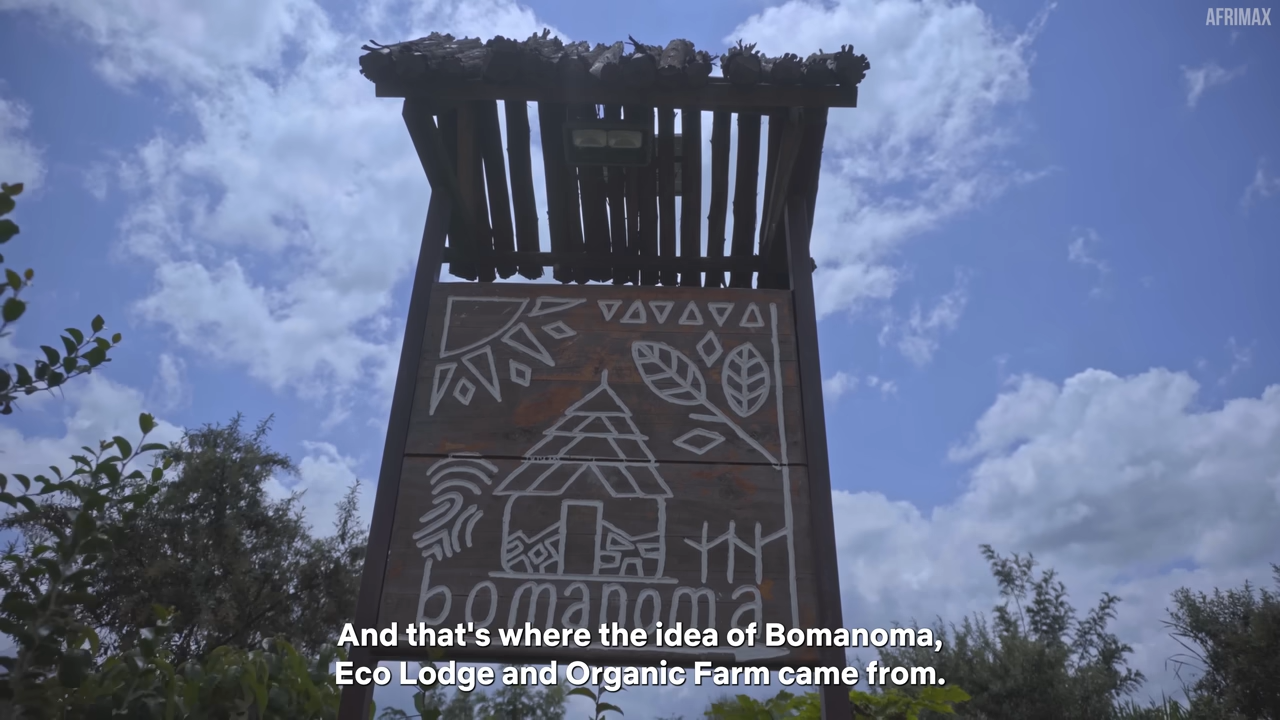 AFRIMAX
bomanoma
And that's where the idea of Bomanoma,
Eco Lodge and Organic Farm came from.